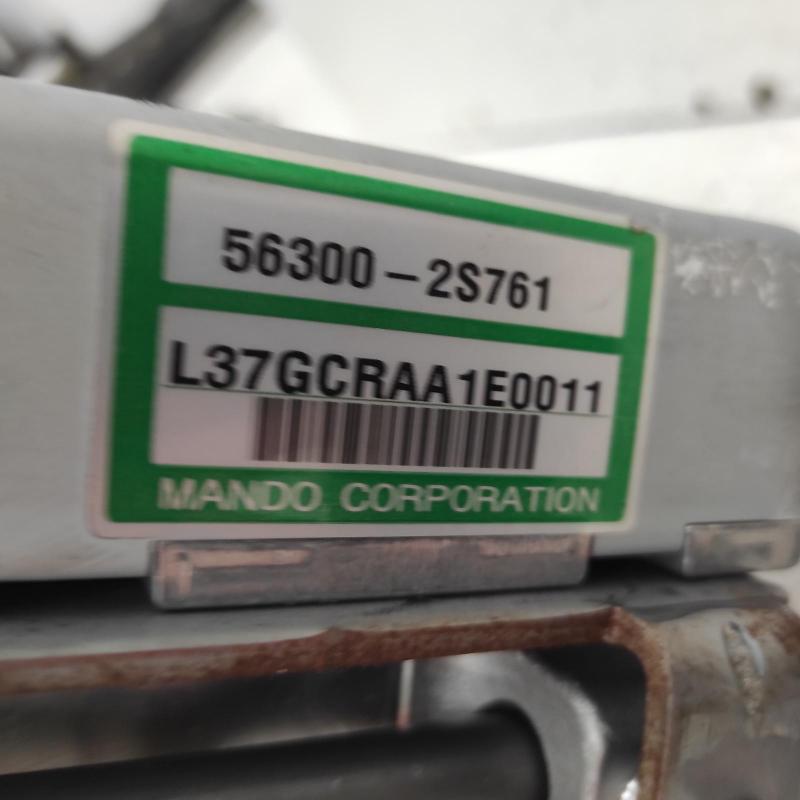 56300-2S761
L37GCRAA1E0011
MANDO CORPORATION